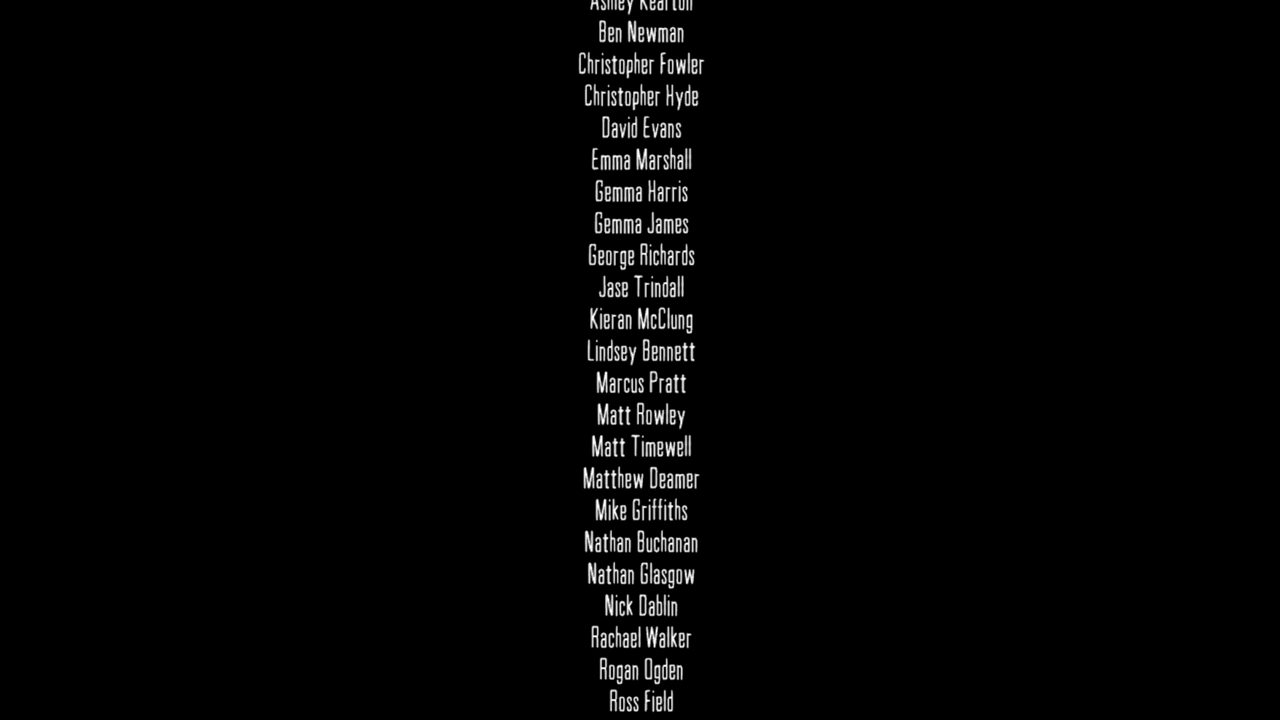 Ashley Kearton
Ben Newman
Christopher Fowler
Christopher Hyde
David Evans
Emma Marshall
Gemma Harris
Gemma James
George Richards
Jase Trindall
Kieran McClung
Lindsey Bennett
Marcus Pratt
Matt Rowley
Matt Timewell
Matthew Deamer
Mike Griffiths
Nathan Buchanan
Nathan Glasgow
Nick Dablin
Rachael Walker
Rogan Ogden
Ross Field